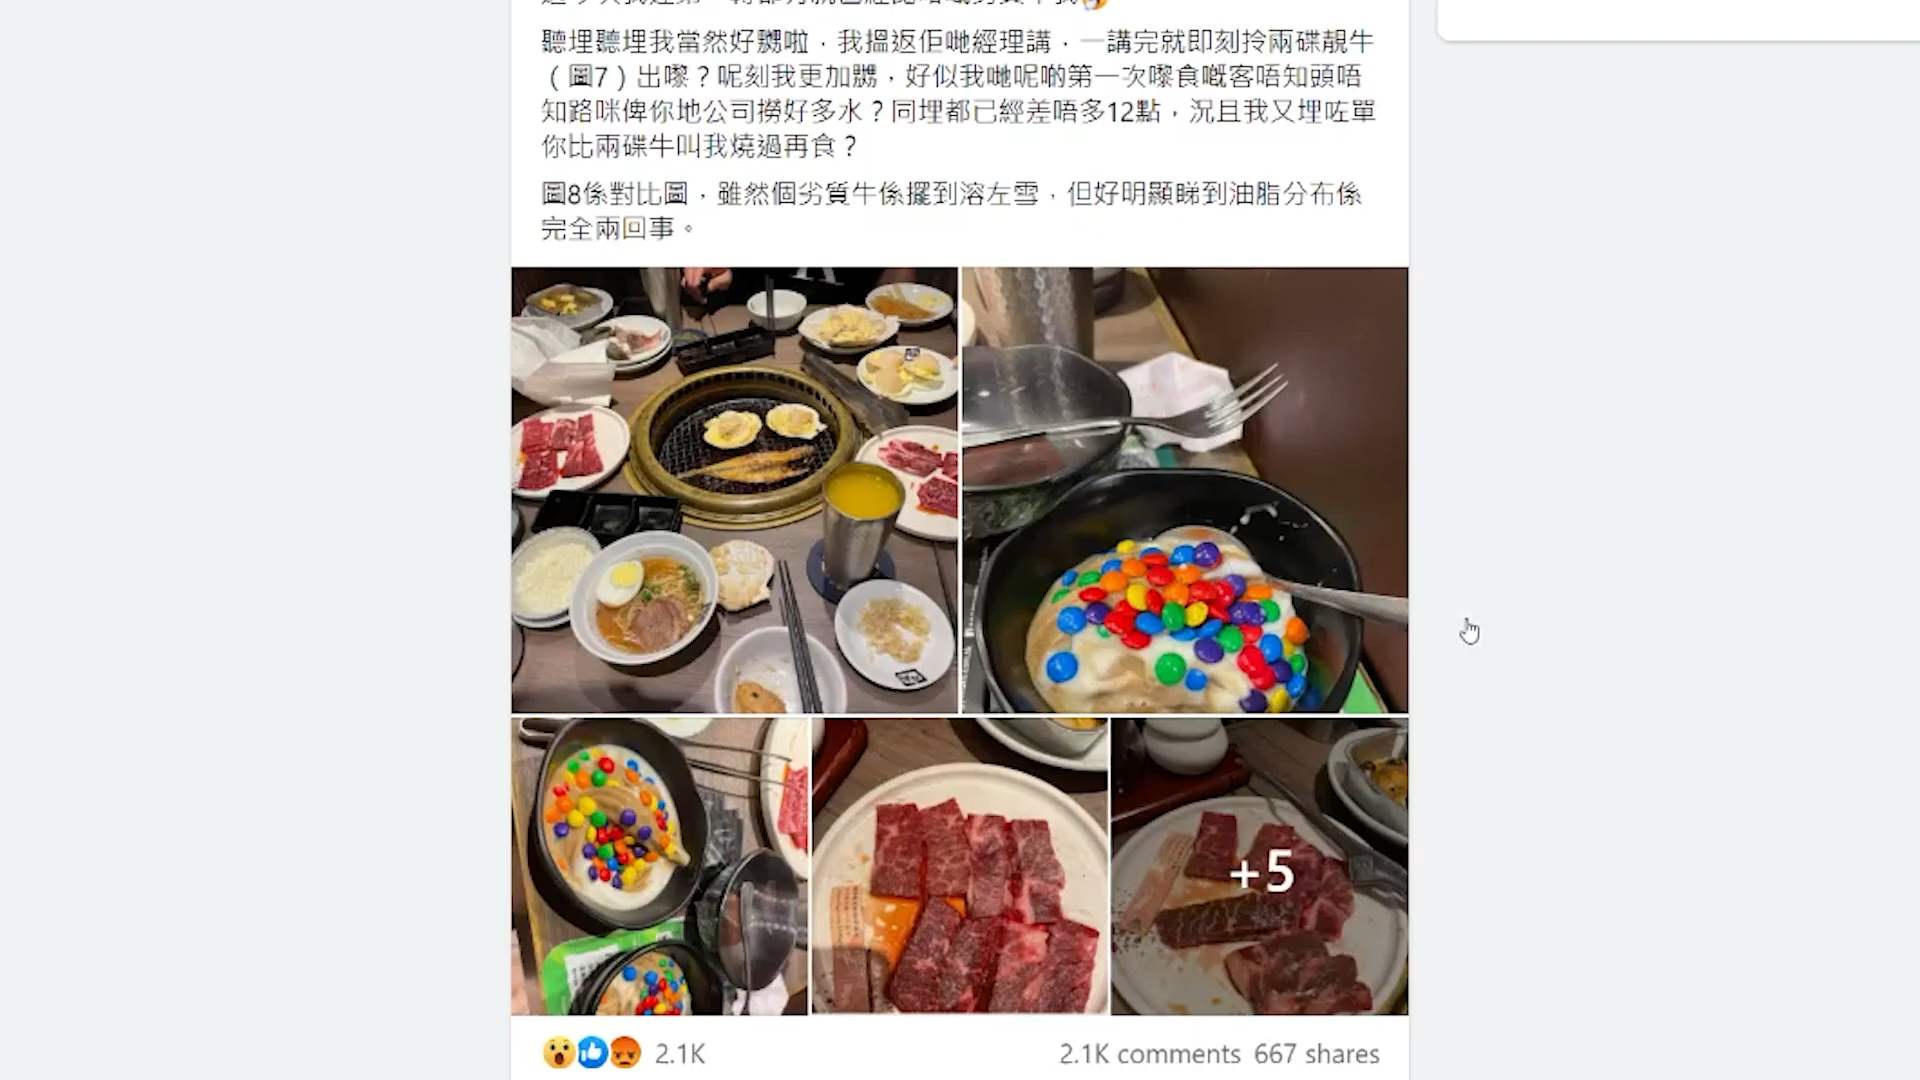 聽埋聽埋我當然好嬲啦，我搵返佢哋經理講，一講完就即刻拎兩碟靚牛
（圖7）出嚟？呢刻我更加嬲，好似我哋呢啲第一次嚟食嘅客唔知頭唔
知路咪俾你地公司撈好多水？同埋都已經差唔多12點，況且我又埋咗單
你比兩碟牛叫我燒過再食？
圖8係對比圖，雖然個劣質牛係擺到溶左雪，但好明顯睇到油脂分布係
完全兩回事。
+5
2.1K
2.1K comments 667 shares